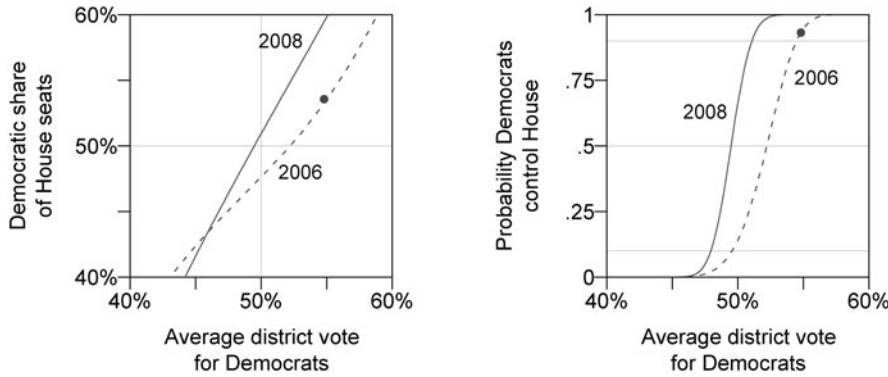 60%
50%
40%
40%
50%
60%
Democratic share
of House seats
2008
2006
Average district vote
for Democrats
1
.75
.5
.25
0
40%
50%
60%
Probability Democrats
control House
2008
2006
Average district vote
for Democrats